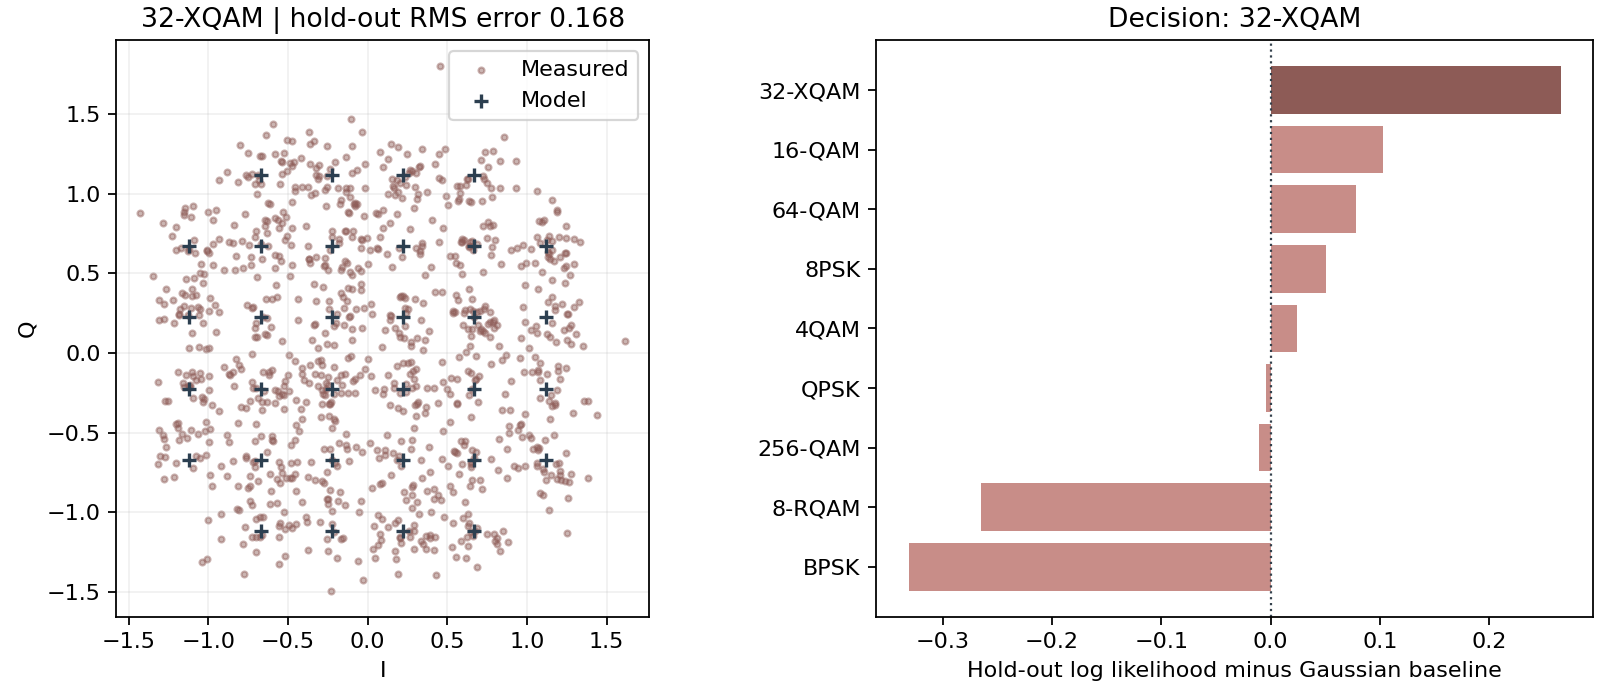 32-XQAM | hold-out RMS error 0.168
Measured
Model
1.5
1.0
0.5
0.0
−0.5
−1.0
−1.5
Q
−1.5
−1.0
−0.5
0.0
0.5
1.0
1.5
I
Decision: 32-XQAM
32-XQAM
16-QAM
64-QAM
8PSK
4QAM
QPSK
256-QAM
8-RQAM
BPSK
−0.3
−0.2
−0.1
0.0
0.1
0.2
Hold-out log likelihood minus Gaussian baseline